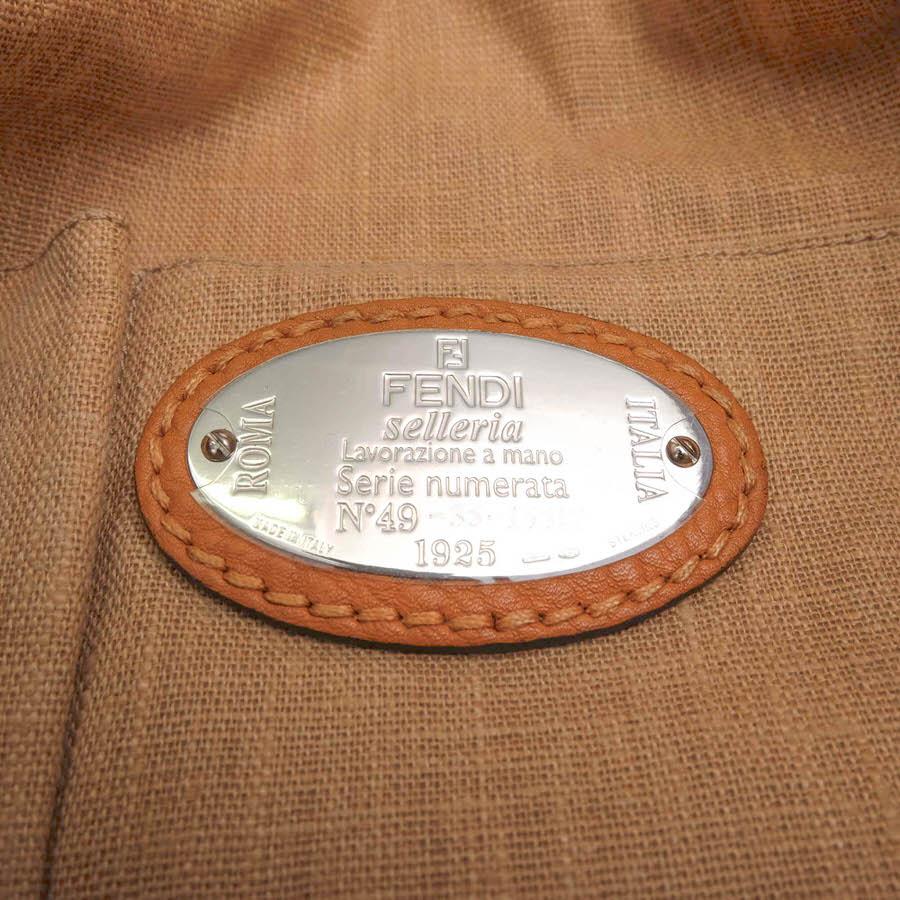 FENDI
selleria
Lavorazione a mano
Serie numerata
N°49
1925
ROMA
ITALIA
MADE IN ITALY